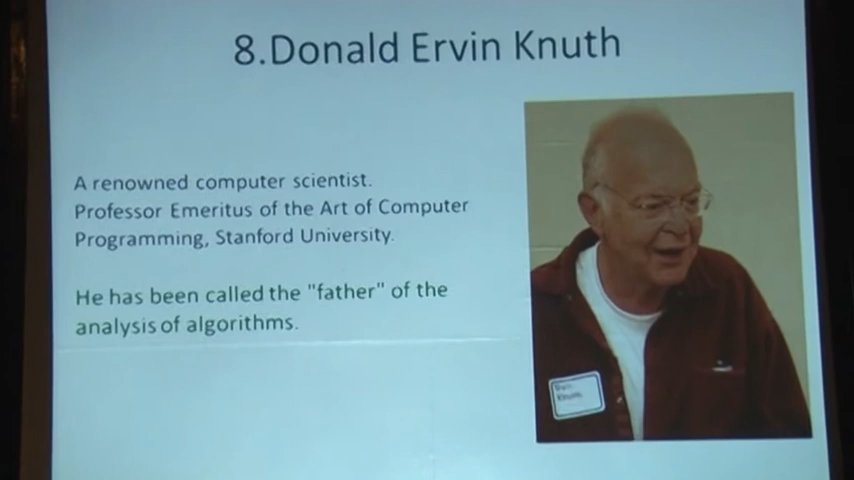 8.Donald Ervin Knuth
A renowned computer scientist.
Professor Emeritus of the Art of Computer
Programming, Stanford University.
He has been called the "father" of the
analysis of algorithms.
Knuth